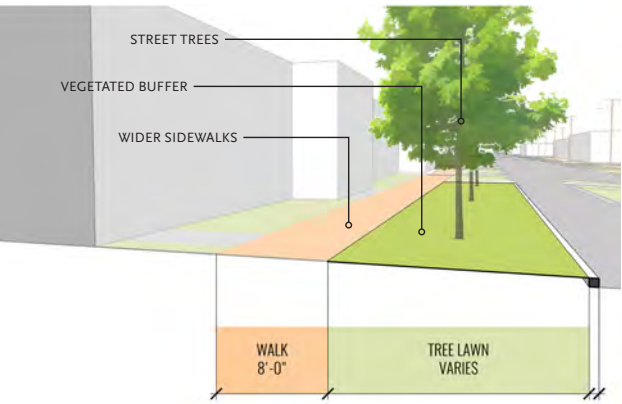 STREET TREES
VEGETATED BUFFER
WIDER SIDEWALKS
WALK
8'-0"
TREE LAWN
VARIES